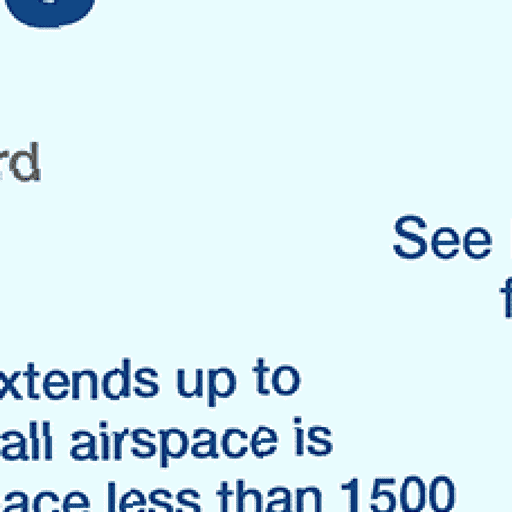 rd
See
f
xtends up to
all airspace is
ace less than 1500